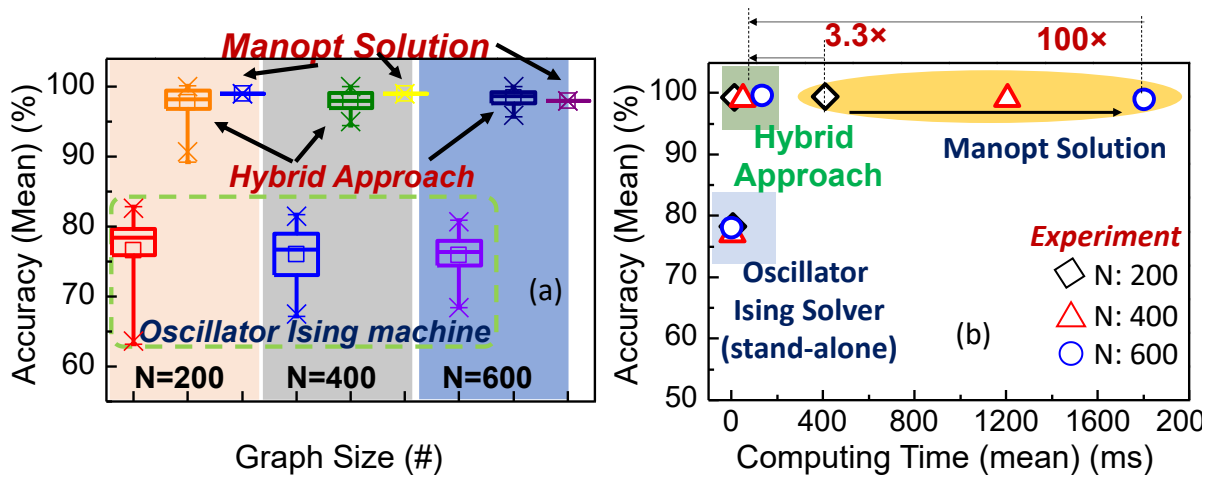 Manopt Solution
100
90
80
70
60
Accuracy (Mean) (%)
Hybrid Approach
(a)
Oscillator Ising machine
N=200
N=400
N=600
Graph Size (#)
3.3×
100×
100
90
80
70
60
50
Accuracy (Mean) (%)
Hybrid
Approach
Manopt Solution
Oscillator
Ising Solver
(stand-alone)
(b)
Experiment
N: 200
N: 400
N: 600
0 400 800 1200 1600 200
Computing Time (mean) (ms)